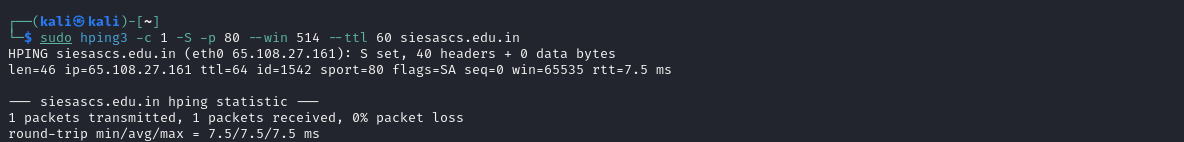 ┌──(kali㉿kali)-[~]
└─$ sudo hping3 -c 1 -S -p 80 --win 514 --ttl 60 siesascs.edu.in
HPING siesascs.edu.in (eth0 65.108.27.161): S set, 40 headers + 0 data bytes
len=46 ip=65.108.27.161 ttl=64 id=1542 sport=80 flags=SA seq=0 win=65535 rtt=7.5 ms

--- siesascs.edu.in hping statistic ---
1 packets transmitted, 1 packets received, 0% packet loss
round-trip min/avg/max = 7.5/7.5/7.5 ms